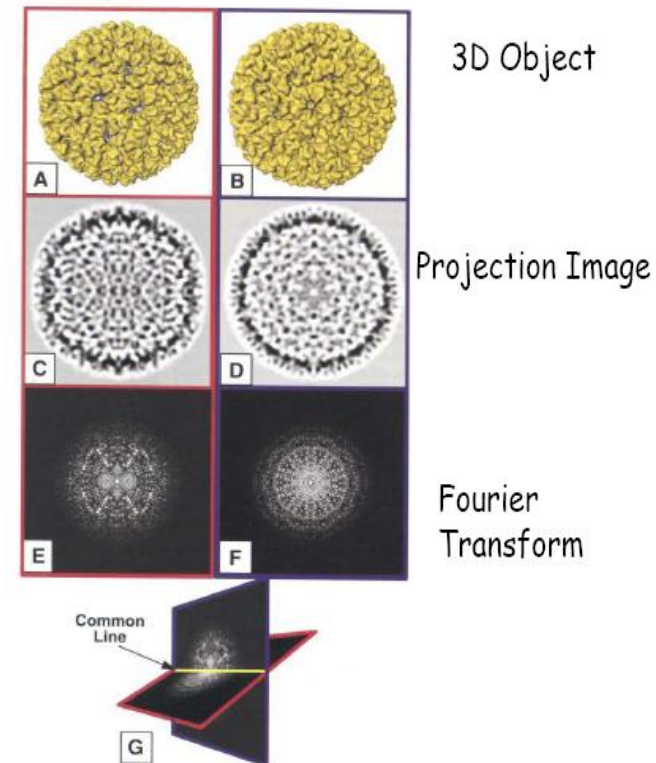 3D Object
A
B
Projection Image
C
D
Fourier
Transform
E
F
Common
Line
G